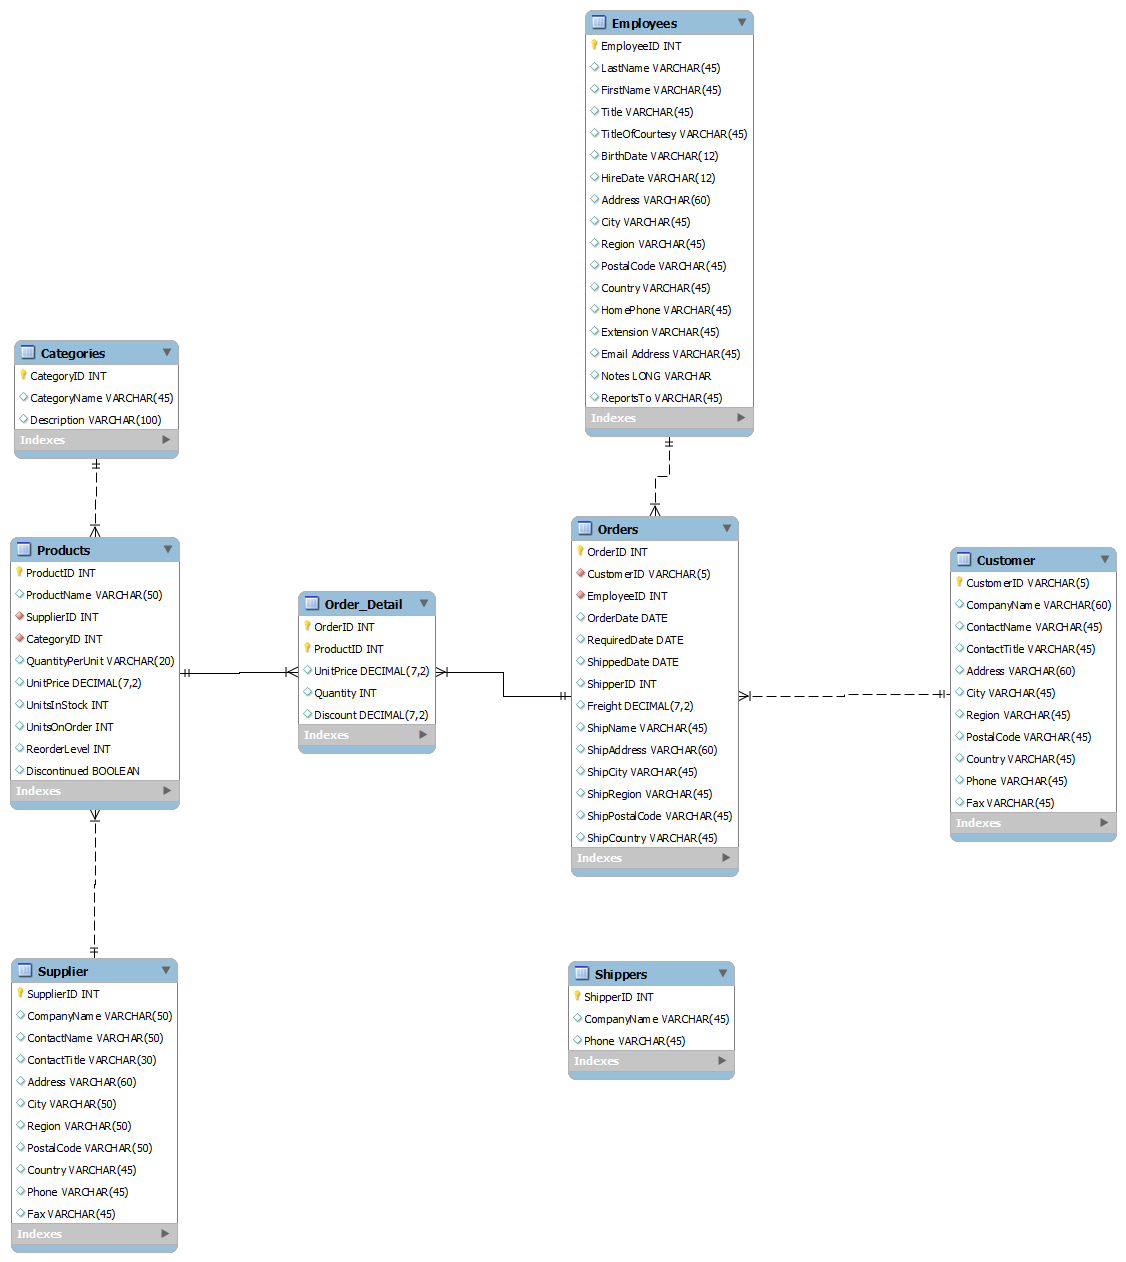 Employees
EmployeeID INT
LastName VARCHAR(45)
FirstName VARCHAR(45)
Title VARCHAR(45)
TitleOfCourtesy VARCHAR(45)
BirthDate VARCHAR(12)
HireDate VARCHAR(12)
Address VARCHAR(60)
City VARCHAR(45)
Region VARCHAR(45)
PostalCode VARCHAR(45)
Country VARCHAR(45)
HomePhone VARCHAR(45)
Extension VARCHAR(45)
Email Address VARCHAR(45)
Notes LONG VARCHAR
ReportsTo VARCHAR(45)
Indexes
Categories
CategoryID INT
CategoryName VARCHAR(45)
Description VARCHAR(100)
Indexes
Products
ProductID INT
ProductName VARCHAR(50)
SupplierID INT
CategoryID INT
QuantityPerUnit VARCHAR(20)
UnitPrice DECIMAL(7,2)
UnitsInStock INT
UnitsOnOrder INT
ReorderLevel INT
Discontinued BOOLEAN
Indexes
Order_Detail
OrderID INT
ProductID INT
UnitPrice DECIMAL(7,2)
Quantity INT
Discount DECIMAL(7,2)
Indexes
Orders
OrderID INT
CustomerID VARCHAR(5)
EmployeeID INT
OrderDate DATE
RequiredDate DATE
ShippedDate DATE
ShipperID INT
Freight DECIMAL(7,2)
ShipName VARCHAR(45)
ShipAddress VARCHAR(60)
ShipCity VARCHAR(45)
ShipRegion VARCHAR(45)
ShipPostalCode VARCHAR(45)
ShipCountry VARCHAR(45)
Indexes
Customer
CustomerID VARCHAR(5)
CompanyName VARCHAR(60)
ContactName VARCHAR(45)
ContactTitle VARCHAR(45)
Address VARCHAR(60)
City VARCHAR(45)
Region VARCHAR(45)
PostalCode VARCHAR(45)
Country VARCHAR(45)
Phone VARCHAR(45)
Fax VARCHAR(45)
Indexes
Supplier
SupplierID INT
CompanyName VARCHAR(50)
ContactName VARCHAR(50)
ContactTitle VARCHAR(30)
Address VARCHAR(60)
City VARCHAR(50)
Region VARCHAR(50)
PostalCode VARCHAR(50)
Country VARCHAR(45)
Phone VARCHAR(45)
Fax VARCHAR(45)
Indexes
Shippers
ShipperID INT
CompanyName VARCHAR(45)
Phone VARCHAR(45)
Indexes